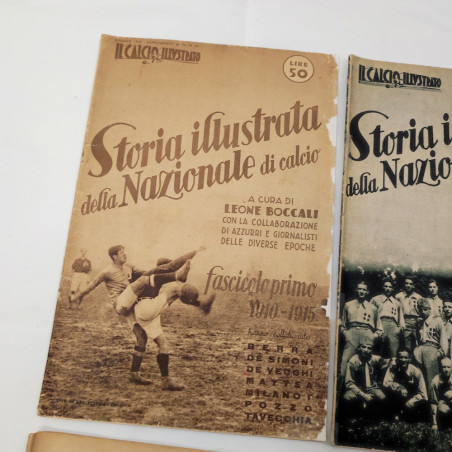 IL CALCIO ILLUSTRATO
LIRE
50
Storia illustrata
della Nazionale di calcio
A CURA DI
LEONE BOCCALI
CON LA COLLABORAZIONE
DI AZZURRI E GIORNALISTI
DELLE DIVERSE EPOCHE
fascicolo primo
1910-1915
BERRA
DE SIMONI
DE VECCHI
MATTEA
MILANO I
POZZO
TAVECCHIA
IL CALCIO ILLUSTRATO
Storia i
della Nazio